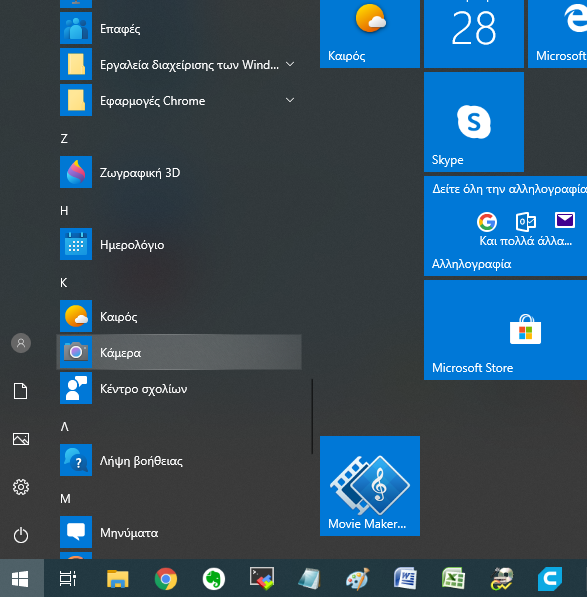 Επαφές
Εργαλεία διαχείρισης των Wind...
Εφαρμογές Chrome
Ζ
Ζωγραφική 3D
Η
Ημερολόγιο
Κ
Καιρός
Κάμερα
Κέντρο σχολίων
Λ
Λήψη βοήθειας
Μ
Μηνύματα
28
Καιρός
Microsoft
Skype
Δείτε όλη την αλληλογραφία
Και πολλά άλλα...
Αλληλογραφία
Microsoft Store
Movie Maker...